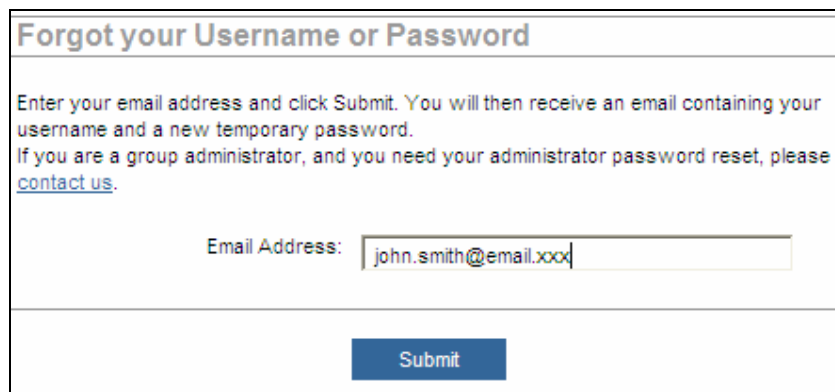 Forgot your Username or Password
Enter your email address and click Submit. You will then receive an email containing your
username and a new temporary password.
If you are a group administrator, and you need your administrator password reset, please
contact us.
Email Address: john.smith@email.xxx
Submit